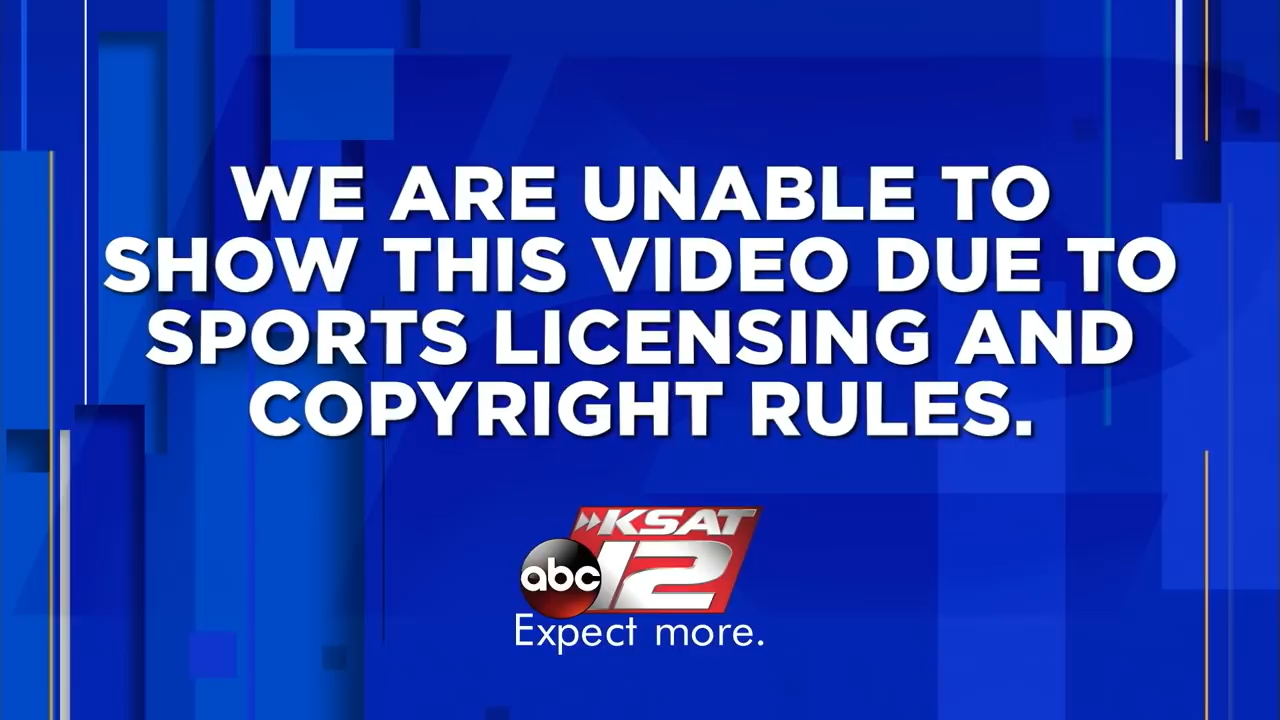 WE ARE UNABLE TO
SHOW THIS VIDEO DUE TO
SPORTS LICENSING AND
COPYRIGHT RULES.
KSAT
abc 12
Expect more.